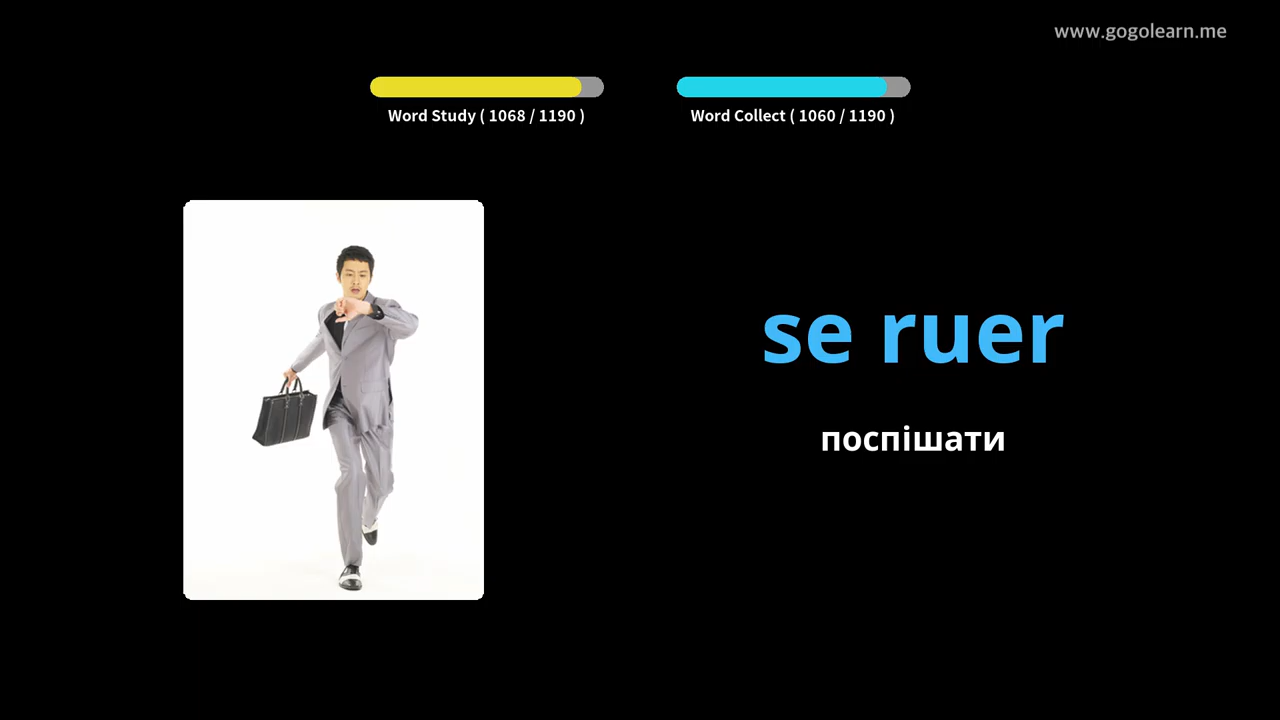 www.gogolearn.me
Word Study ( 1068 / 1190 )
Word Collect ( 1060 / 1190 )
se ruer
поспішати